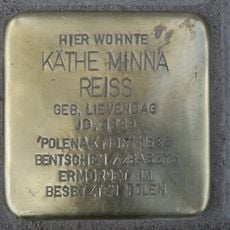 HIER WOHNTE
KÄTHE MINNA
REISS
GEB. LIEVENDAG
JG.
'POLENAKTION' 1938
BENTSCHEN/ZBASZYN
ERMORDET IM
BESETZTEN POLEN